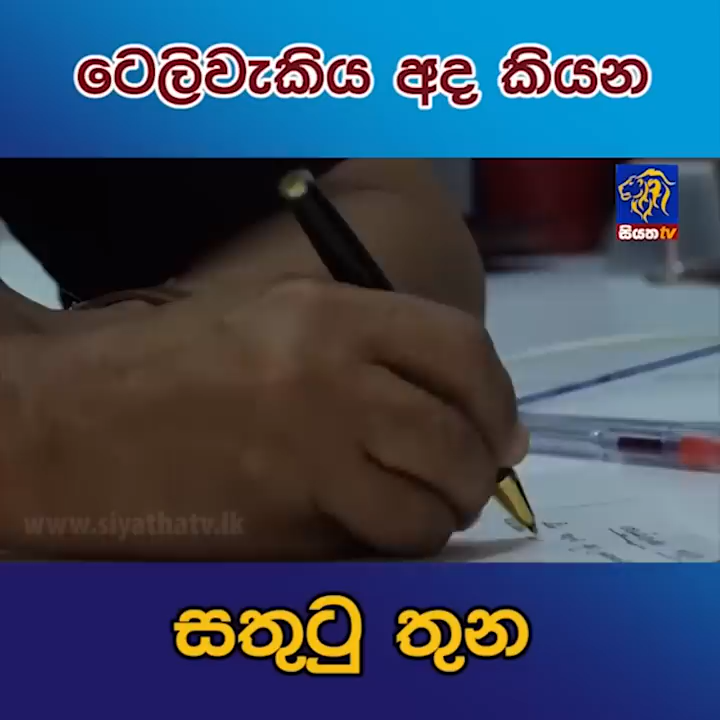 ටෙලිවැකිය අද කියන
සියත tv
www.siyathatv.lk
සතුටු තුන